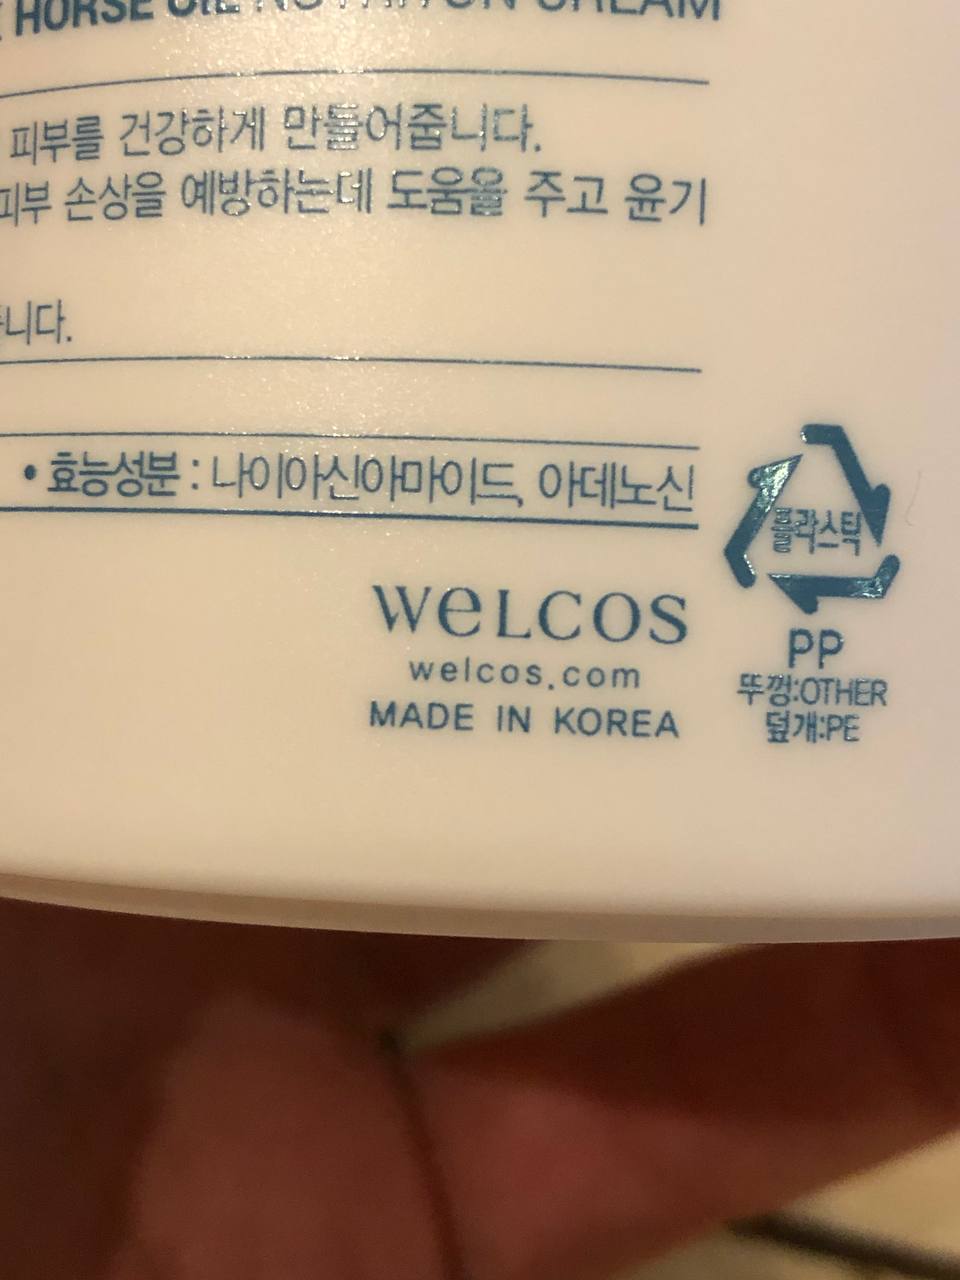 HORSE OIL NUTRITION CREAM
피부를 건강하게 만들어줍니다.
피부 손상을 예방하는데 도움을 주고 윤기
니다.
• 효능성분 : 나이아신아마이드, 아데노신
플라스틱
WELCOS
welcos.com
MADE IN KOREA
PP
뚜껑:OTHER
덮개:PE